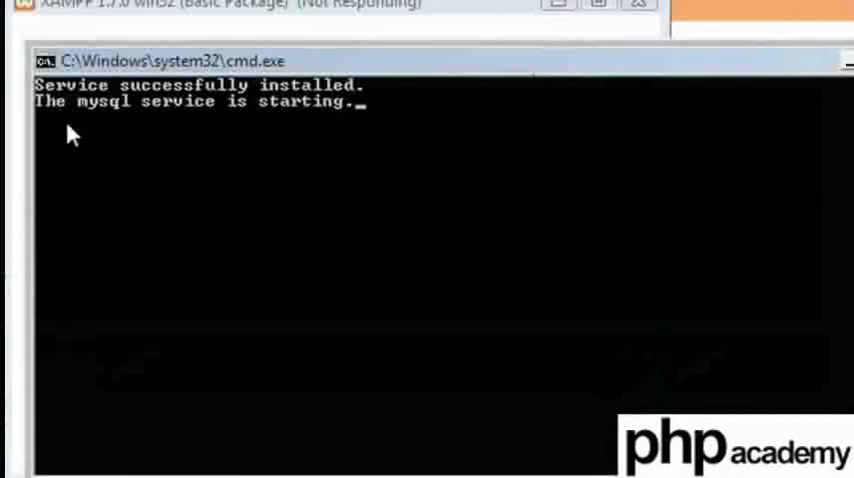 XAMPP 1.7.0 win32 (Basic Package) (Not Responding)
C:\Windows\system32\cmd.exe
Service successfully installed.
The mysql service is starting._
php academy